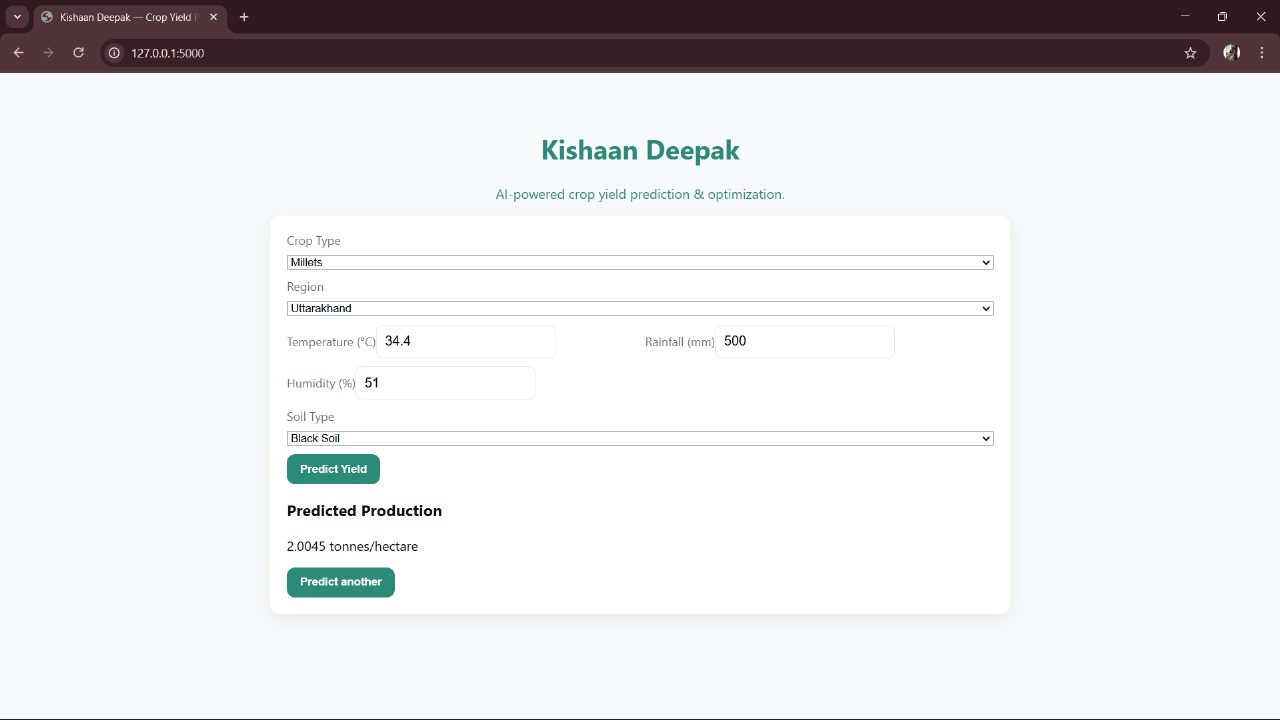 Kishaan Deepak — Crop Yield P
127.0.0.1:5000
Kishaan Deepak
AI-powered crop yield prediction & optimization.
Crop Type
Millets
Region
Uttarakhand
Temperature (°C) 34.4 Rainfall (mm) 500
Humidity (%) 51
Soil Type
Black Soil
Predict Yield
Predicted Production
2.0045 tonnes/hectare
Predict another